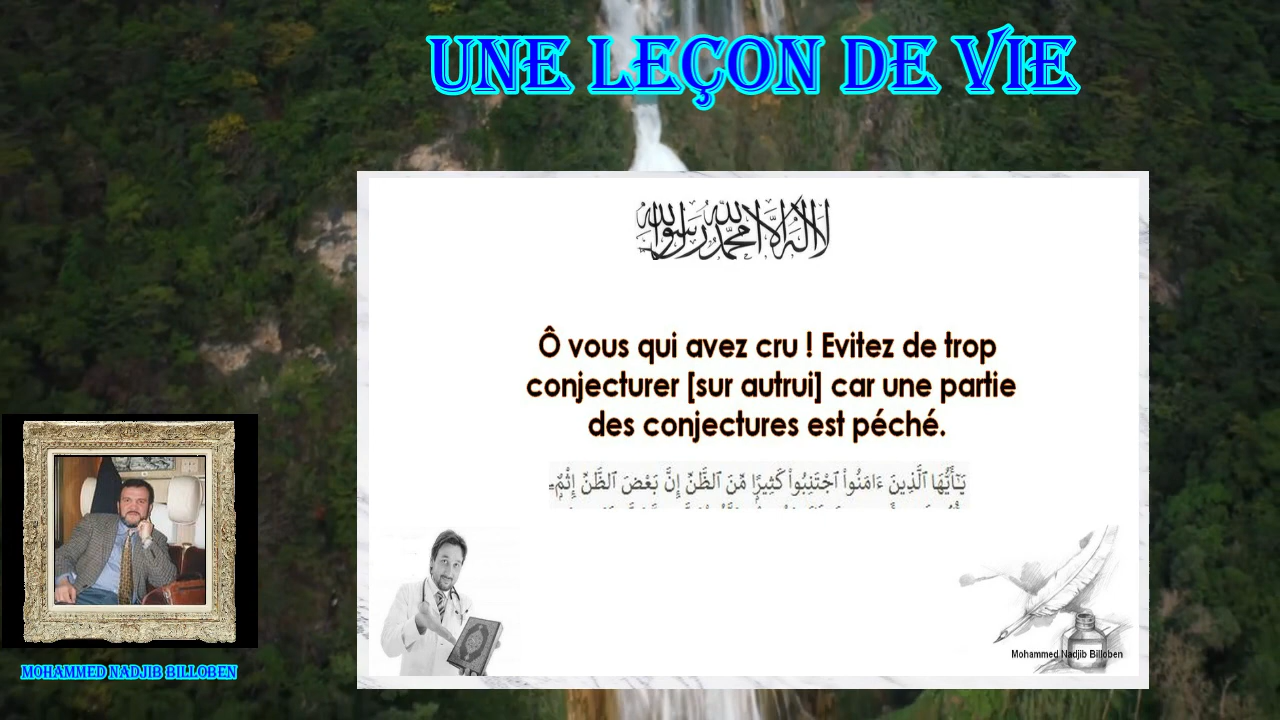 UNE LEÇON DE VIE
لا إله إلا الله محمد رسول الله
Ô vous qui avez cru ! Evitez de trop
conjecturer [sur autrui] car une partie
des conjectures est péché.
يَـٰٓأَيُّهَا ٱلَّذِينَ ءَامَنُوا۟ ٱجْتَنِبُوا۟ كَثِيرًۭا مِّنَ ٱلظَّنِّ إِنَّ بَعْضَ ٱلظَّنِّ إِثْمٌۭ ۖ
Mohammed Nadjib Billoben
MOHAMMED NADJIB BILLOBEN